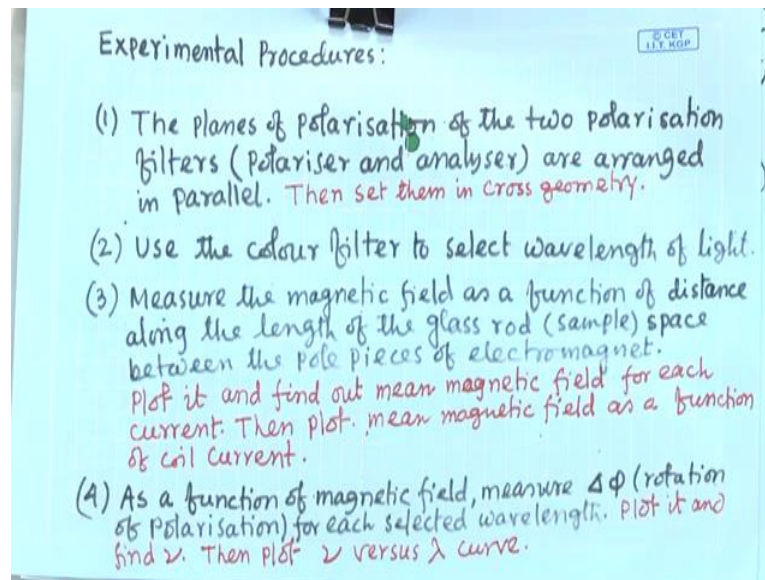 Experimental Procedures:
© CET
I.I.T. KGP
(1) The planes of polarisation of the two polarisation
filters (polariser and analyser) are arranged
in parallel. Then set them in cross geometry.
(2) Use the colour filter to select wavelength of light.
(3) Measure the magnetic field as a function of distance
along the length of the glass rod (sample) space
between the pole pieces of electromagnet.
Plot it and find out mean magnetic field for each
current. Then plot. mean magnetic field as a function
of coil current.
(4) As a function of magnetic field, measure Δφ (rotation
of polarisation) for each selected wavelength. Plot it and
find ν. Then plot ν versus λ curve.